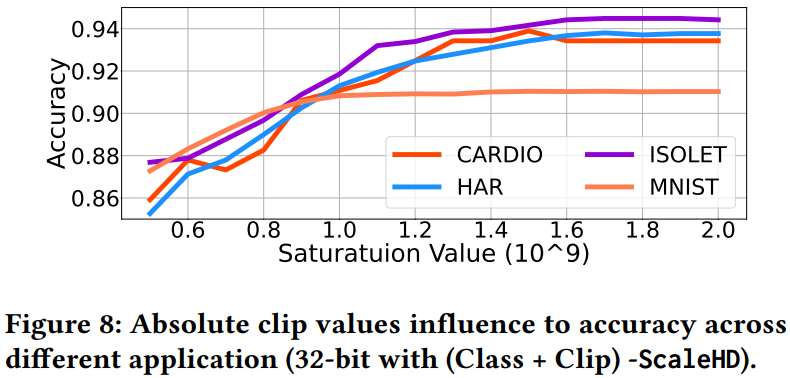 0.94
0.92
0.90
0.88
0.86
Accuracy
CARDIO
ISOLET
HAR
MNIST
0.6 0.8 1.0 1.2 1.4 1.6 1.8 2.0
Saturatuion Value (10^9)
Figure 8: Absolute clip values influence to accuracy across
different application (32-bit with (Class + Clip) -ScaleHD).